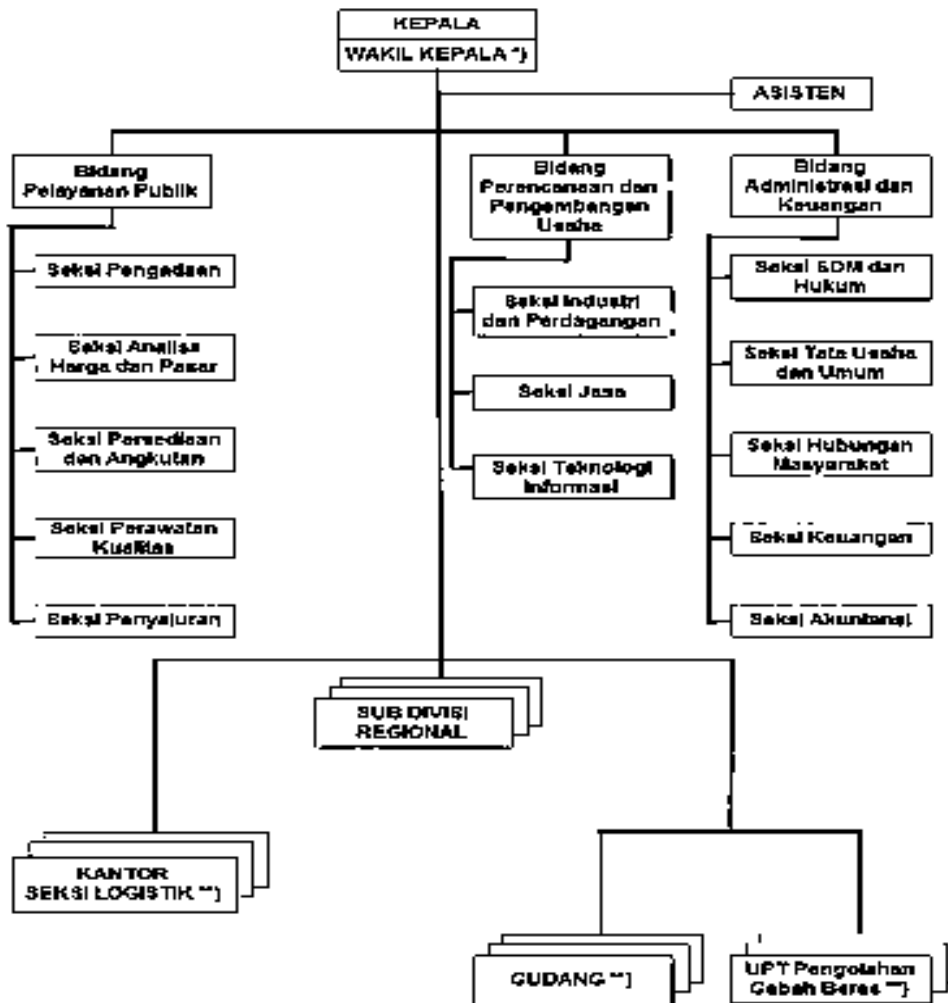 KEPALA
WAKIL KEPALA *)
ASISTEN
Bidang
Pelayanan Publik
Seksi Pengadaan
Seksi Analisa
Harga dan Pasar
Seksi Persediaan
dan Angkutan
Seksi Perawatan
Kualitas
Seksi Penyaluran
Bidang
Perencanaan dan
Pengembangan
Usaha
Seksi Industri
dan Perdagangan
Seksi Jasa
Seksi Teknologi
Informasi
Bidang
Administrasi dan
Keuangan
Seksi SDM dan
Hukum
Seksi Tata Usaha
dan Umum
Seksi Hubungan
Masyarakat
Seksi Keuangan
Seksi Akuntansi
SUB DIVISI
REGIONAL
KANTOR
SEKSI LOGISTIK **)
GUDANG **)
UPT Pengolahan
Gabah Beras **)